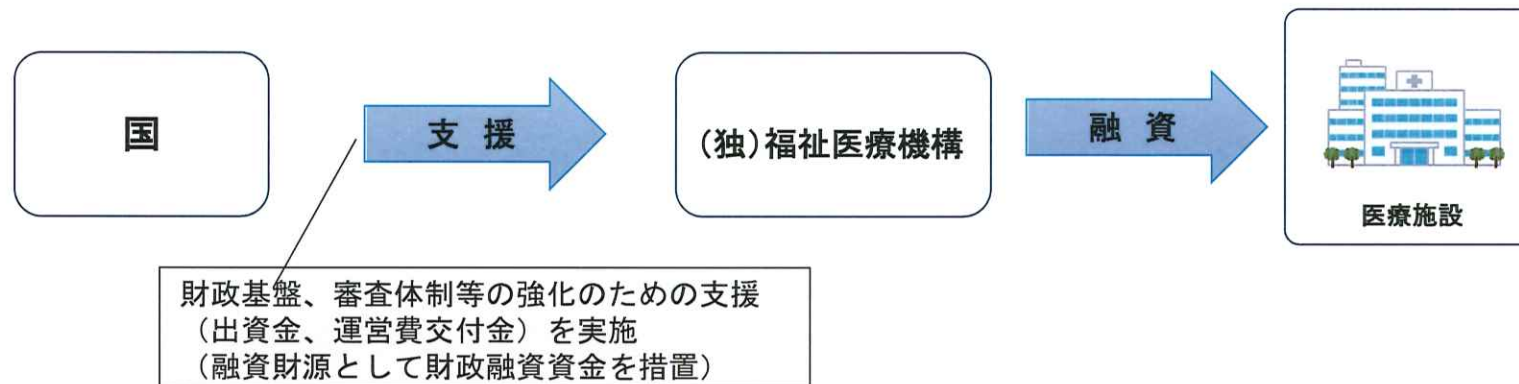 国
支援
(独)福祉医療機構
融資
医療施設
財政基盤、審査体制等の強化のための支援
(出資金、運営費交付金)を実施
(融資財源として財政融資資金を措置)